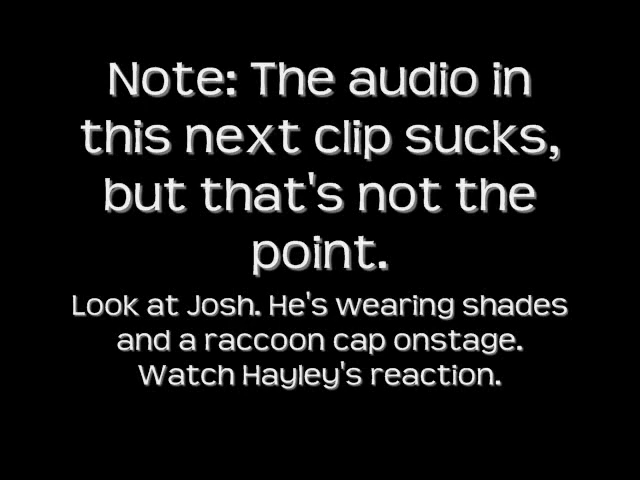 Note: The audio in
this next clip sucks,
but that's not the
point.
Look at Josh. He's wearing shades
and a raccoon cap onstage.
Watch Hayley's reaction.